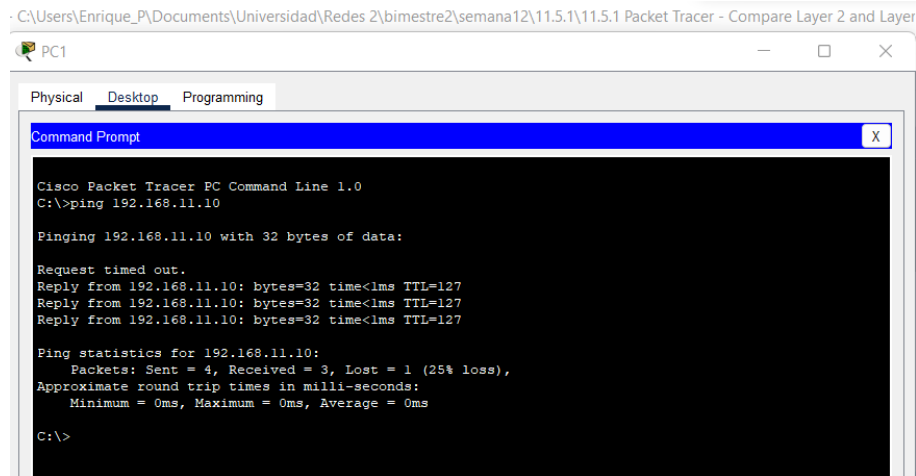 - C:\Users\Enrique_P\Documents\Universidad\Redes 2\bimestre2\semana12\11.5.1\11.5.1 Packet Tracer - Compare Layer 2 and Layer
PC1
Physical Desktop Programming
Command Prompt X
Cisco Packet Tracer PC Command Line 1.0
C:\>ping 192.168.11.10
Pinging 192.168.11.10 with 32 bytes of data:
Request timed out.
Reply from 192.168.11.10: bytes=32 time<1ms TTL=127
Reply from 192.168.11.10: bytes=32 time<1ms TTL=127
Reply from 192.168.11.10: bytes=32 time<1ms TTL=127
Ping statistics for 192.168.11.10:
Packets: Sent = 4, Received = 3, Lost = 1 (25% loss),
Approximate round trip times in milli-seconds:
Minimum = 0ms, Maximum = 0ms, Average = 0ms
C:\>